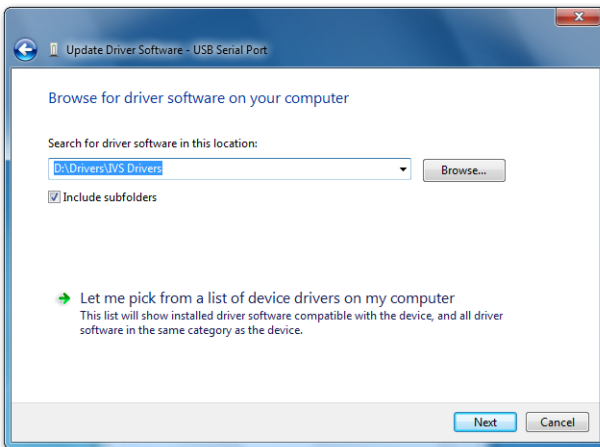 Update Driver Software - USB Serial Port
Browse for driver software on your computer
Search for driver software in this location:
D:\Drivers\IVS Drivers
Browse...
Include subfolders
Let me pick from a list of device drivers on my computer
This list will show installed driver software compatible with the device, and all driver
software in the same category as the device.
Next
Cancel